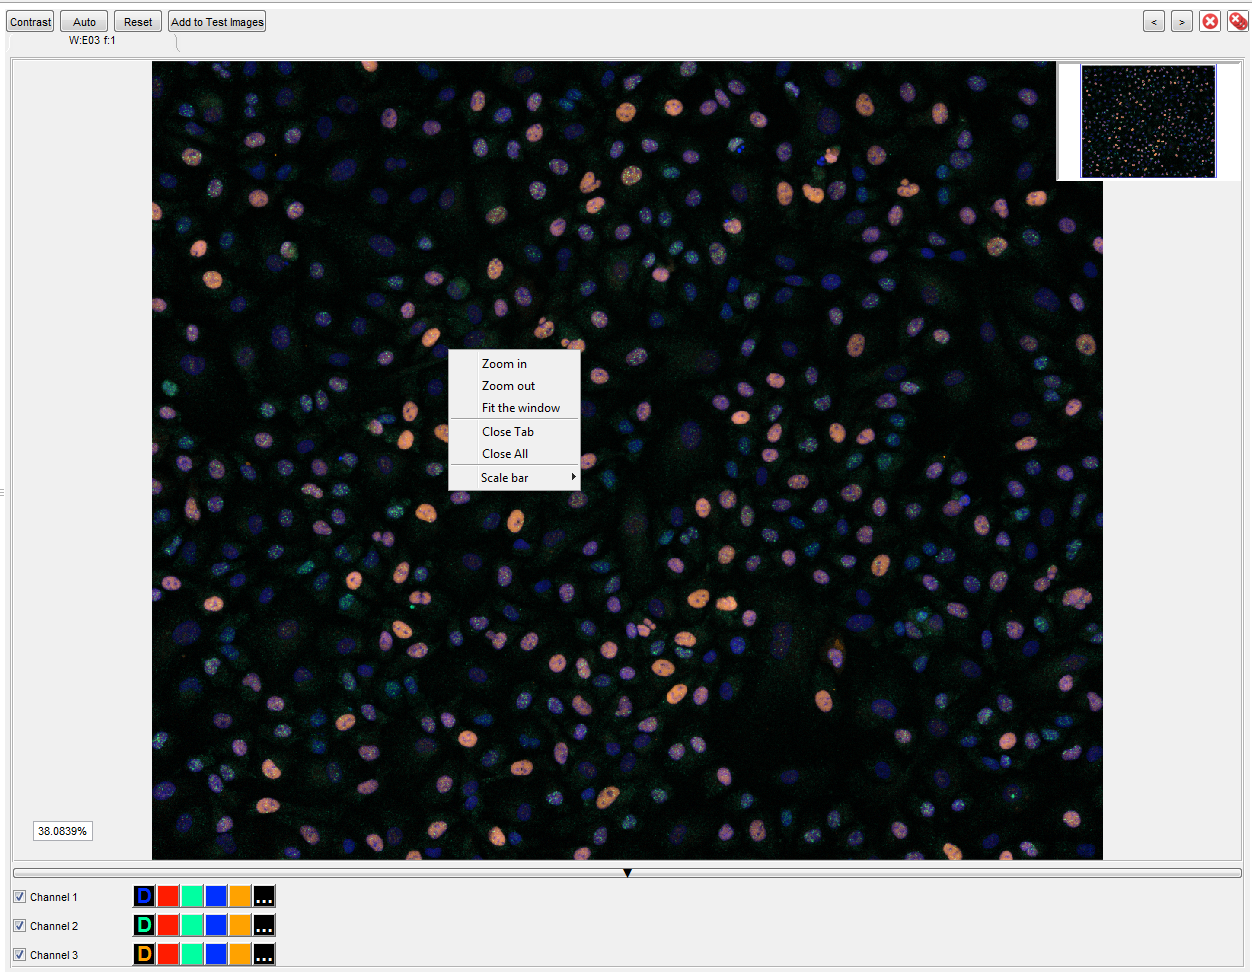 Contrast Auto Reset Add to Test Images < >
W:E03 f:1
Zoom in
Zoom out
Fit the window
Close Tab
Close All
Scale bar
38.0839%
Channel 1 D ...
Channel 2 D ...
Channel 3 D ...